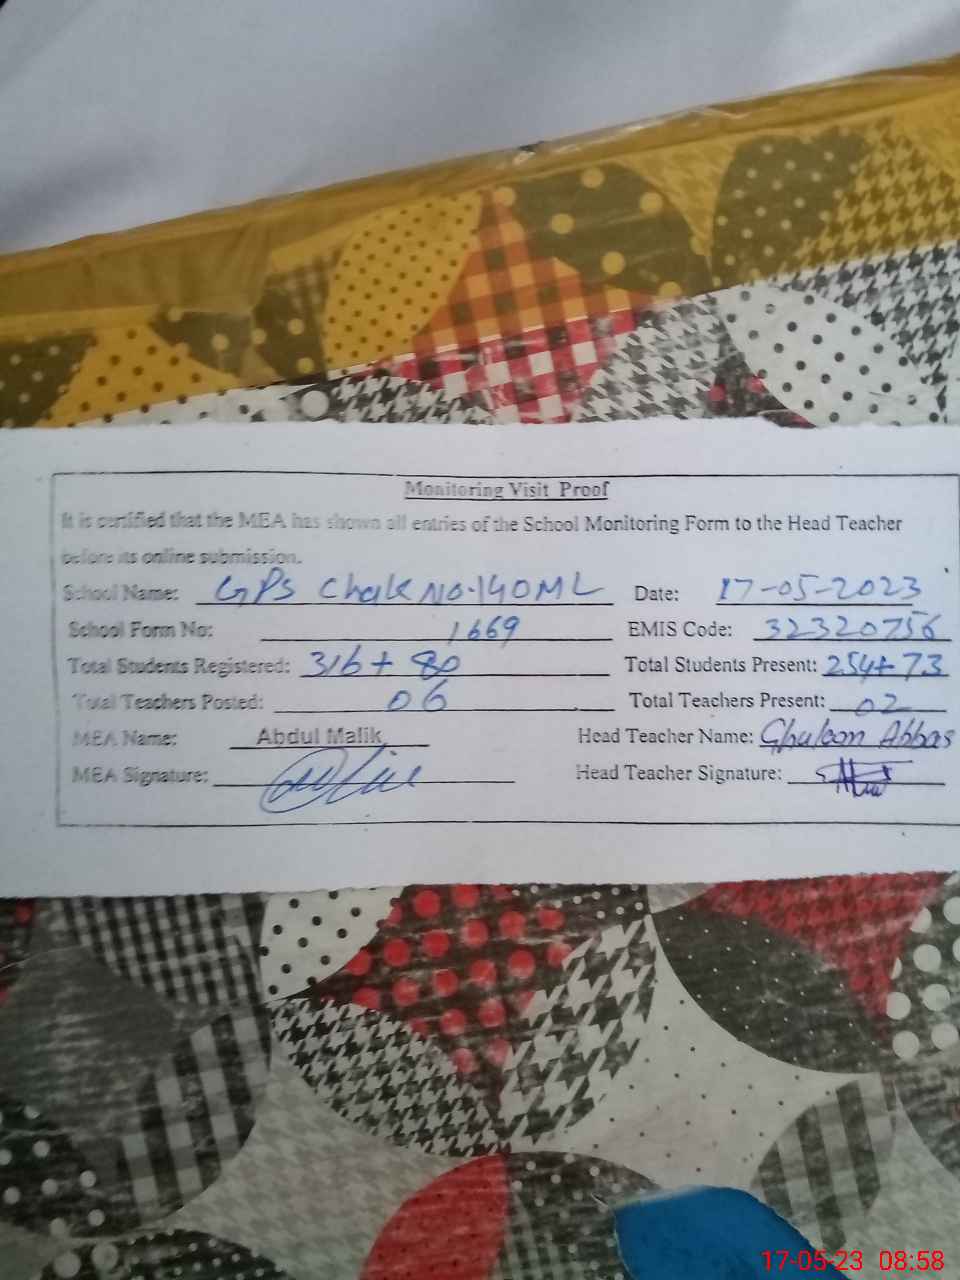 Monitoring Visit Proof
It is certified that the MEA has shown all entries of the School Monitoring Form to the Head Teacher
before its online submission.
School Name: GPS Chak No. 140 ML Date: 17-05-2023
School Form No: 1669 EMIS Code: 32320756
Total Students Registered: 316 + 80 Total Students Present: 254 + 73
Total Teachers Posted: 06 Total Teachers Present: 02
MEA Name: Abdul Malik Head Teacher Name: Ghulam Abbas
MEA Signature: Head Teacher Signature:
17-05-23 08:58